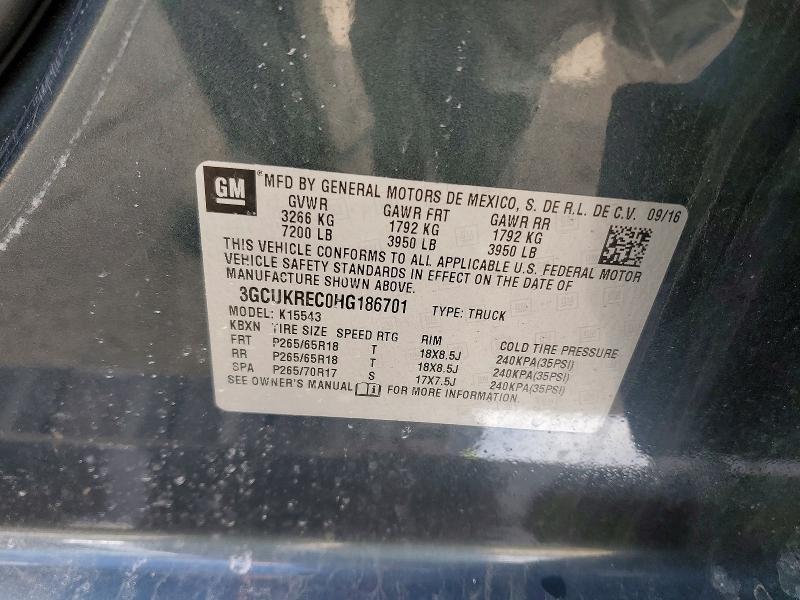 GM MFD BY GENERAL MOTORS DE MEXICO, S. DE R.L. DE C.V. 09/16
GVWR GAWR FRT GAWR RR
3266 KG 1792 KG 1792 KG
7200 LB 3950 LB 3950 LB
THIS VEHICLE CONFORMS TO ALL APPLICABLE U.S. FEDERAL MOTOR
VEHICLE SAFETY STANDARDS IN EFFECT ON THE DATE OF
MANUFACTURE SHOWN ABOVE.
3GCUKREC0HG186701 TYPE: TRUCK
MODEL: K15543
KBXN TIRE SIZE SPEED RTG RIM COLD TIRE PRESSURE
FRT P265/65R18 T 18X8.5J 240KPA(35PSI)
RR P265/65R18 T 18X8.5J 240KPA(35PSI)
SPA P265/70R17 S 17X7.5J 240KPA(35PSI)
SEE OWNER'S MANUAL FOR MORE INFORMATION.